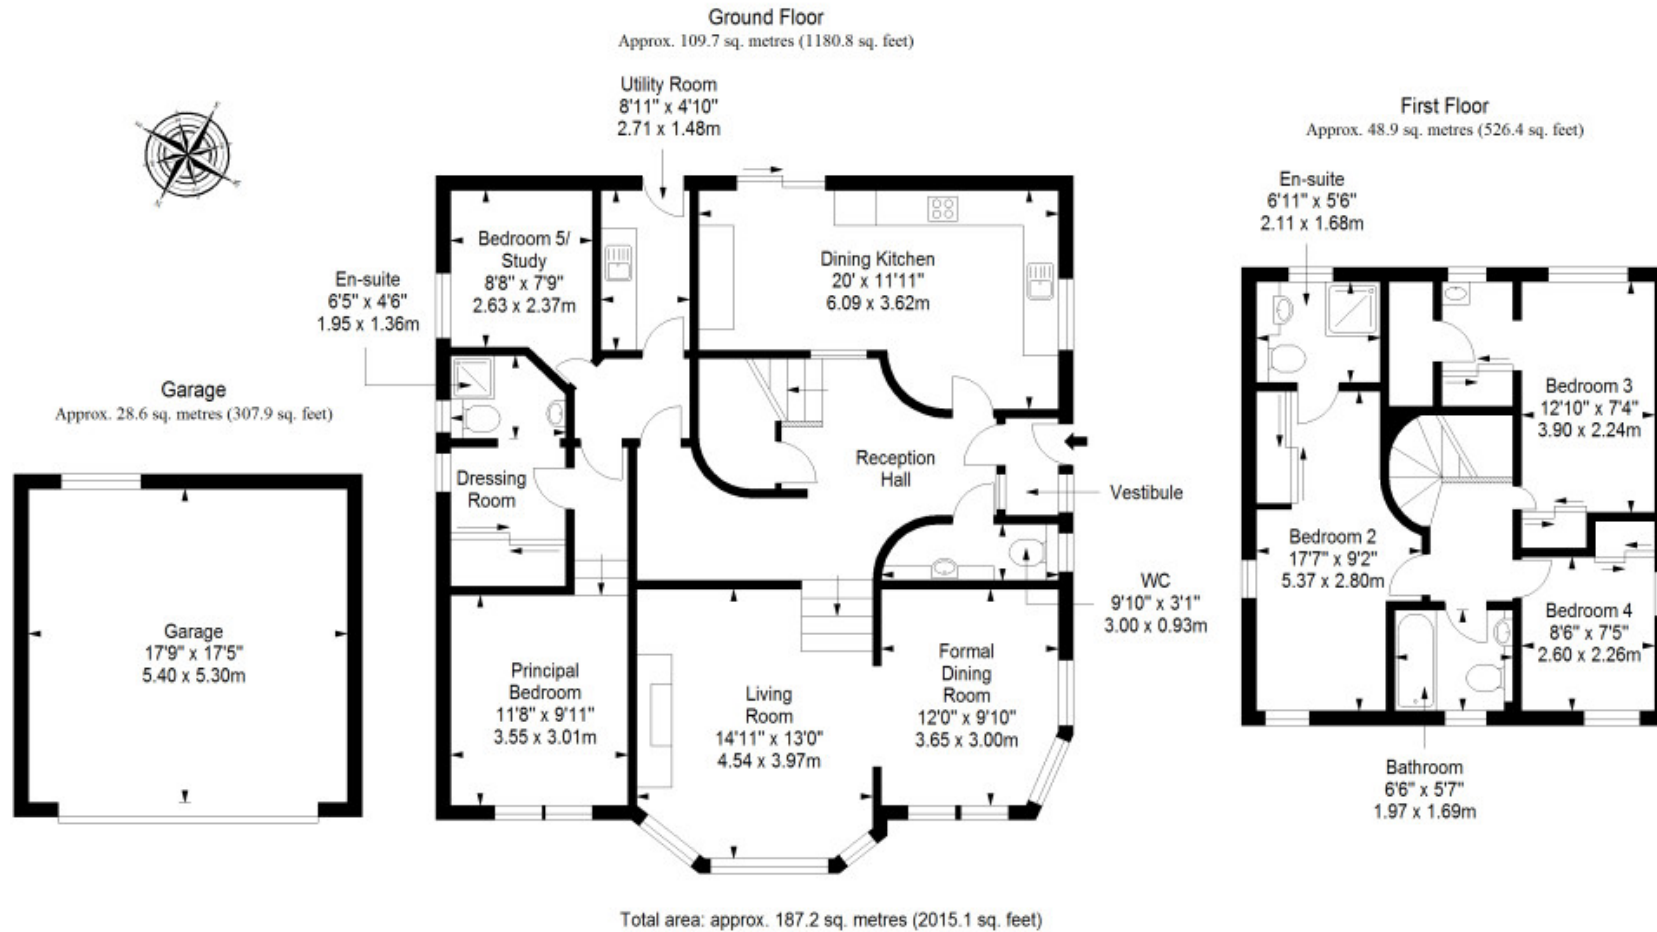 Ground Floor
Approx. 109.7 sq. metres (1180.8 sq. feet)
Utility Room
8'11" x 4'10"
2.71 x 1.48m
Bedroom 5/
Study
8'8" x 7'9"
2.63 x 2.37m
Dining Kitchen
20' x 11'11"
6.09 x 3.62m
En-suite
6'5" x 4'6"
1.95 x 1.36m
Dressing
Room
Reception
Hall
Vestibule
WC
9'10" x 3'1"
3.00 x 0.93m
Principal
Bedroom
11'8" x 9'11"
3.55 x 3.01m
Living
Room
14'11" x 13'0"
4.54 x 3.97m
Formal
Dining
Room
12'0" x 9'10"
3.65 x 3.00m
Garage
Approx. 28.6 sq. metres (307.9 sq. feet)
Garage
17'9" x 17'5"
5.40 x 5.30m
First Floor
Approx. 48.9 sq. metres (526.4 sq. feet)
En-suite
6'11" x 5'6"
2.11 x 1.68m
Bedroom 3
12'10" x 7'4"
3.90 x 2.24m
Bedroom 2
17'7" x 9'2"
5.37 x 2.80m
Bedroom 4
8'6" x 7'5"
2.60 x 2.26m
Bathroom
6'6" x 5'7"
1.97 x 1.69m
Total area: approx. 187.2 sq. metres (2015.1 sq. feet)